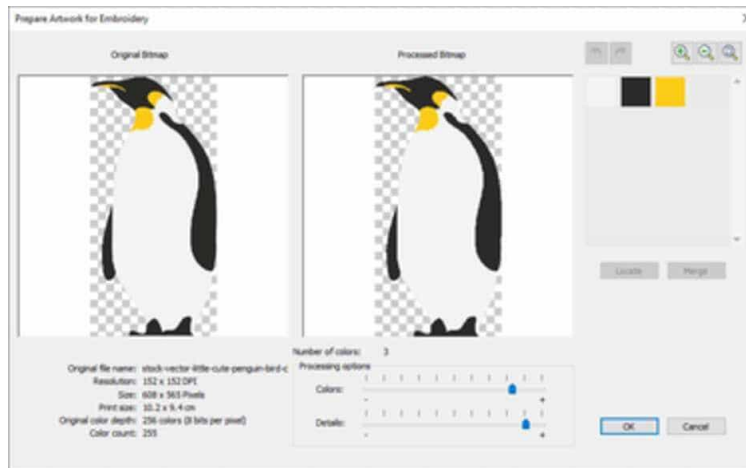 Prepare Artwork for Embroidery
Original Bitmap
Processed Bitmap
Locate
Merge
Original file name: stock-vector-little-cute-penguin-bird-c
Resolution: 152 x 152 DPI
Size: 608 x 565 Pixels
Print size: 10.2 x 9.4 cm
Original color depth: 256 colors (8 bits per pixel)
Color count: 255
Number of colors: 3
Processing options
Colors:
- +
Details:
- +
OK
Cancel